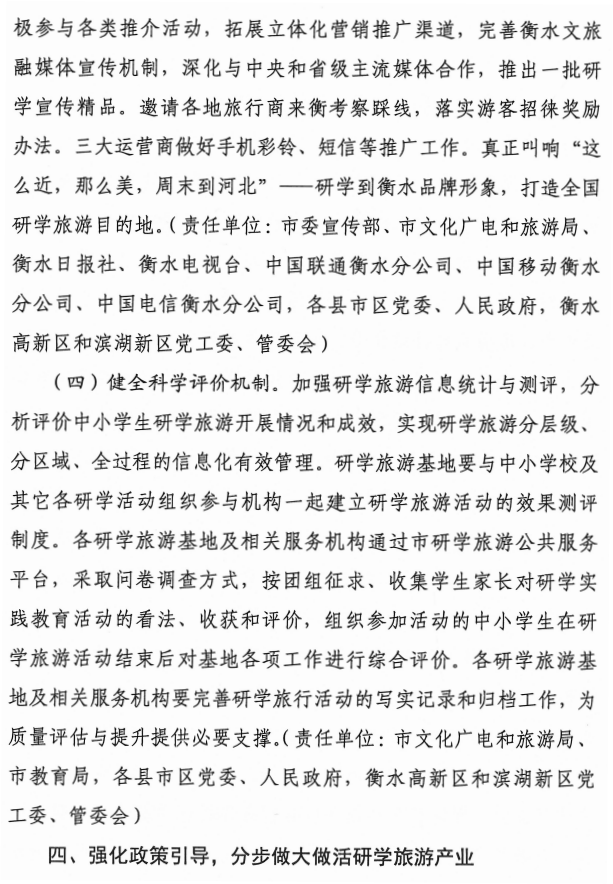 极参与各类推介活动，拓展立体化营销推广渠道，完善衡水文旅
融媒体宣传机制，深化与中央和省级主流媒体合作，推出一批研
学宣传精品。邀请各地旅行商来衡考察踩线，落实游客招徕奖励
办法。三大运营商做好手机彩铃、短信等推广工作。真正叫响“这
么近，那么美，周末到河北”——研学到衡水品牌形象，打造全国
研学旅游目的地。（责任单位：市委宣传部、市文化广电和旅游局、
衡水日报社、衡水电视台、中国联通衡水分公司、中国移动衡水
分公司、中国电信衡水分公司，各县市区党委、人民政府，衡水
高新区和滨湖新区党工委、管委会）
（四）健全科学评价机制。加强研学旅游信息统计与测评，分
析评价中小学生研学旅游开展情况和成效，实现研学旅游分层级、
分区域、全过程的信息化有效管理。研学旅游基地要与中小学校及
其它各研学活动组织参与机构一起建立研学旅游活动的效果测评
制度。各研学旅游基地及相关服务机构通过市研学旅游公共服务
平台，采取问卷调查方式，按团组征求、收集学生家长对研学实
践教育活动的看法、收获和评价，组织参加活动的中小学生在研
学旅游活动结束后对基地各项工作进行综合评价。各研学旅游基
地及相关服务机构要完善研学旅行活动的写实记录和归档工作，为
质量评估与提升提供必要支撑。（责任单位：市文化广电和旅游局、
市教育局，各县市区党委、人民政府，衡水高新区和滨湖新区党
工委、管委会）
四、强化政策引导，分步做大做活研学旅游产业